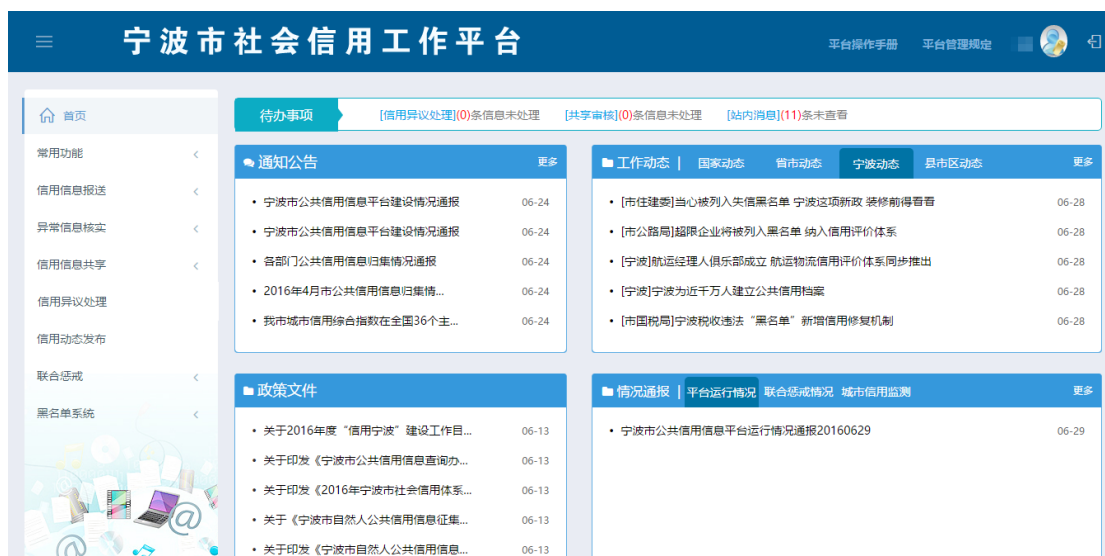 宁波市社会信用工作平台
平台操作手册 平台管理规定
首页
常用功能
信用信息报送
异常信息核实
信用信息共享
信用异议处理
信用动态发布
联合惩戒
黑名单系统
待办事项 [信用异议处理](0)条信息未处理 [共享审核](0)条信息未处理 [站内消息](11)条未查看
通知公告 更多
• 宁波市公共信用信息平台建设情况通报 06-24
• 宁波市公共信用信息平台建设情况通报 06-24
• 各部门公共信用信息归集情况通报 06-24
• 2016年4月市公共信用信息归集情... 06-24
• 我市城市信用综合指数在全国36个主... 06-24
工作动态 | 国家动态 省市动态 宁波动态 县市区动态 更多
• [市住建委]当心被列入失信黑名单 宁波这项新政 装修前得看看 06-28
• [市公路局]超限企业将被列入黑名单 纳入信用评价体系 06-28
• [宁波]航运经理人俱乐部成立 航运物流信用评价体系同步推出 06-28
• [宁波]宁波为近千万人建立公共信用档案 06-28
• [市国税局]宁波税收违法“黑名单”新增信用修复机制 06-28
政策文件
• 关于2016年度“信用宁波”建设工作目... 06-13
• 关于印发《宁波市公共信用信息查询办... 06-13
• 关于印发《2016年宁波市社会信用体系... 06-13
• 关于《宁波市自然人公共信用信息征集... 06-13
• 关于印发《宁波市自然人公共信用信息... 06-13
情况通报 | 平台运行情况 联合惩戒情况 城市信用监测 更多
• 宁波市公共信用信息平台运行情况通报20160629 06-29